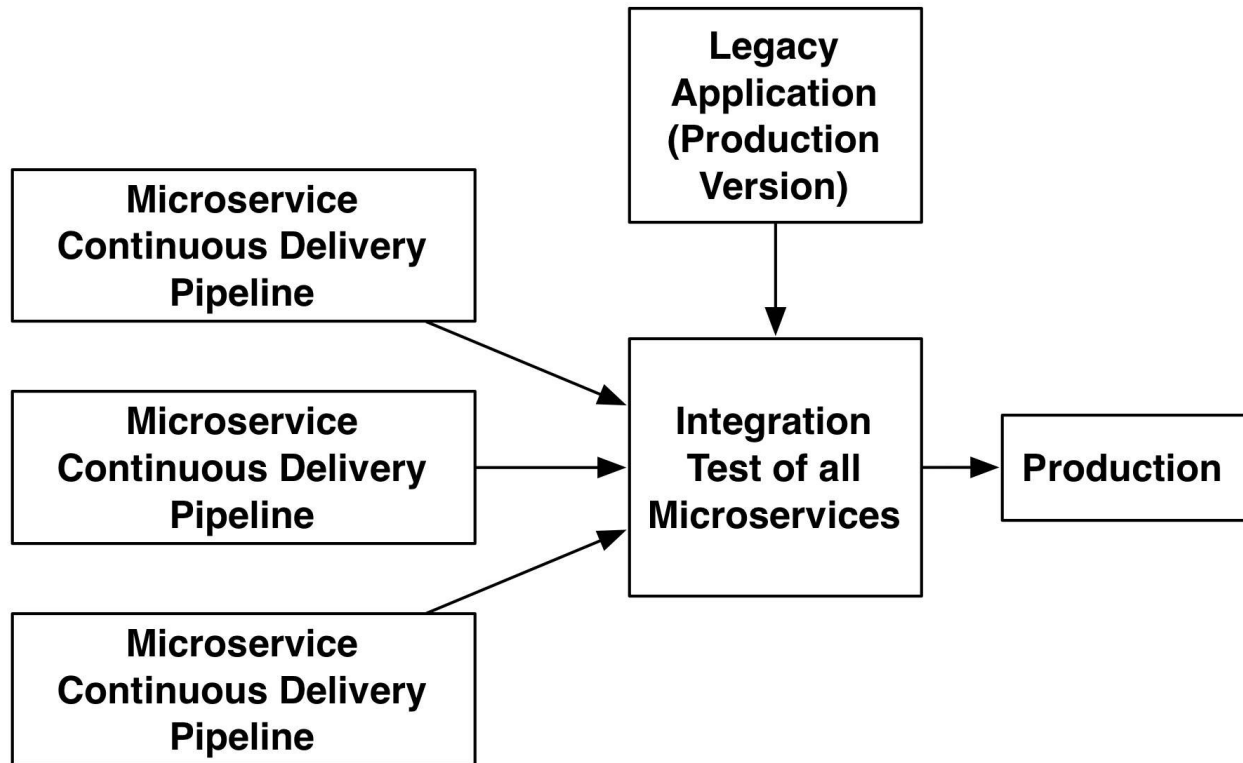 Legacy
Application
(Production
Version)
Microservice
Continuous Delivery
Pipeline
Microservice
Continuous Delivery
Pipeline
Microservice
Continuous Delivery
Pipeline
Integration
Test of all
Microservices
Production